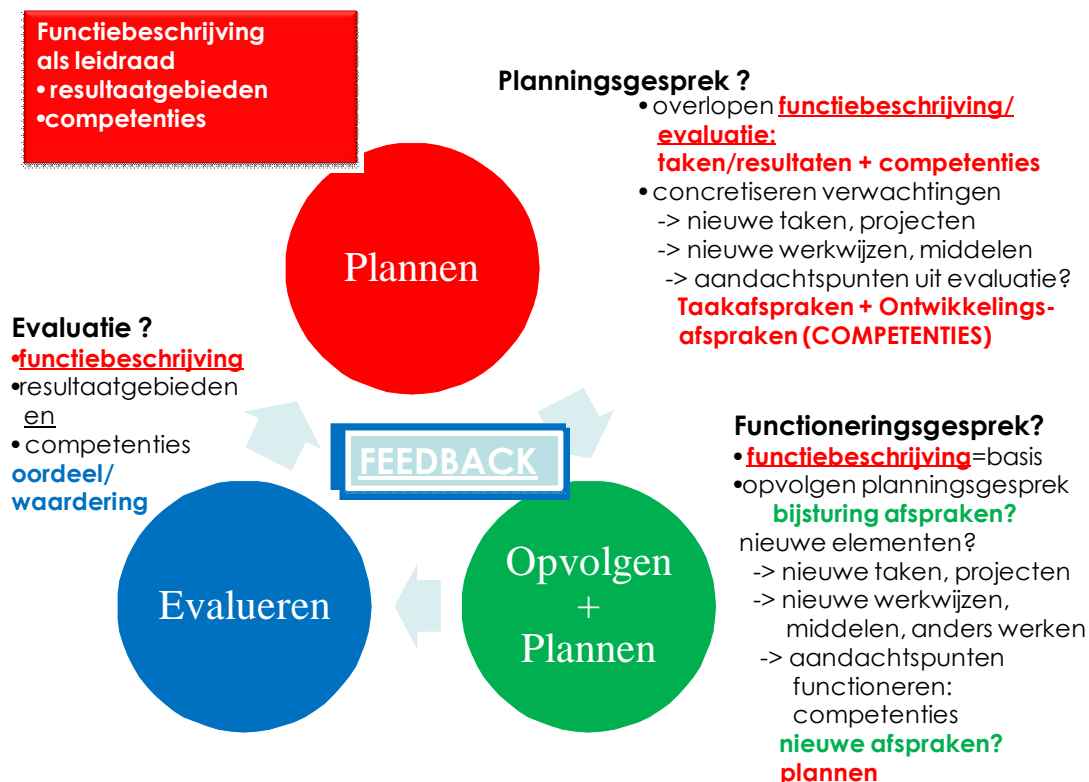 Functiebeschrijving
als leidraad
• resultaatgebieden
•competenties
Planningsgesprek ?
• overlopen functiebeschrijving/
evaluatie:
taken/resultaten + competenties
• concretiseren verwachtingen
-> nieuwe taken, projecten
-> nieuwe werkwijzen, middelen
-> aandachtspunten uit evaluatie?
Taakafspraken + Ontwikkelings-
afspraken (COMPETENTIES)
Plannen
Evaluatie ?
•functiebeschrijving
•resultaatgebieden
en
• competenties
oordeel/
waardering
FEEDBACK
Functioneringsgesprek?
• functiebeschrijving=basis
•opvolgen planningsgesprek
bijsturing afspraken?
nieuwe elementen?
-> nieuwe taken, projecten
-> nieuwe werkwijzen,
middelen, anders werken
-> aandachtspunten
functioneren:
competenties
nieuwe afspraken?
plannen
Evalueren
Opvolgen
+
Plannen